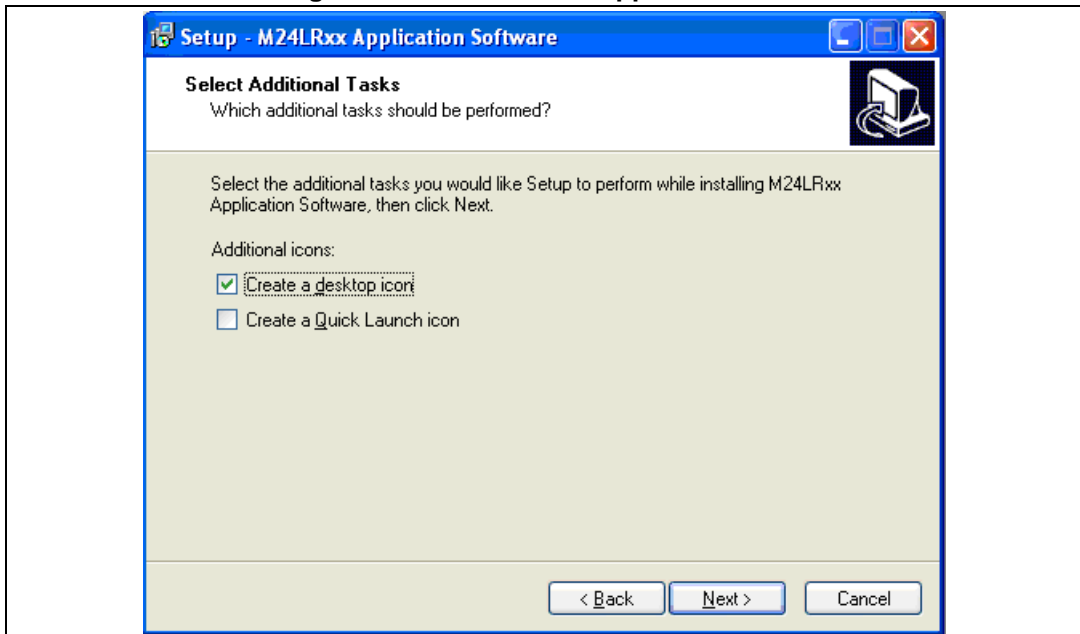 Setup - M24LRxx Application Software
Select Additional Tasks
Which additional tasks should be performed?
Select the additional tasks you would like Setup to perform while installing M24LRxx
Application Software, then click Next.
Additional icons:
Create a desktop icon
Create a Quick Launch icon
< Back Next > Cancel